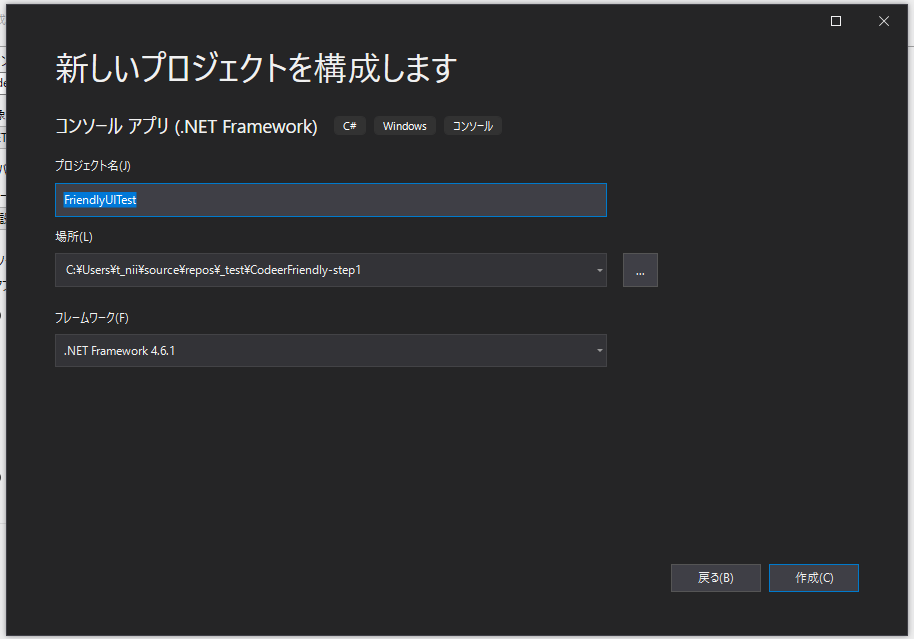 新しいプロジェクトを構成します
コンソール アプリ (.NET Framework) C# Windows コンソール
プロジェクト名(J)
FriendlyUITest
場所(L)
C:¥Users¥t_nii¥source¥repos¥_test¥CodeerFriendly-step1 ...
フレームワーク(F)
.NET Framework 4.6.1
戻る(B) 作成(C)